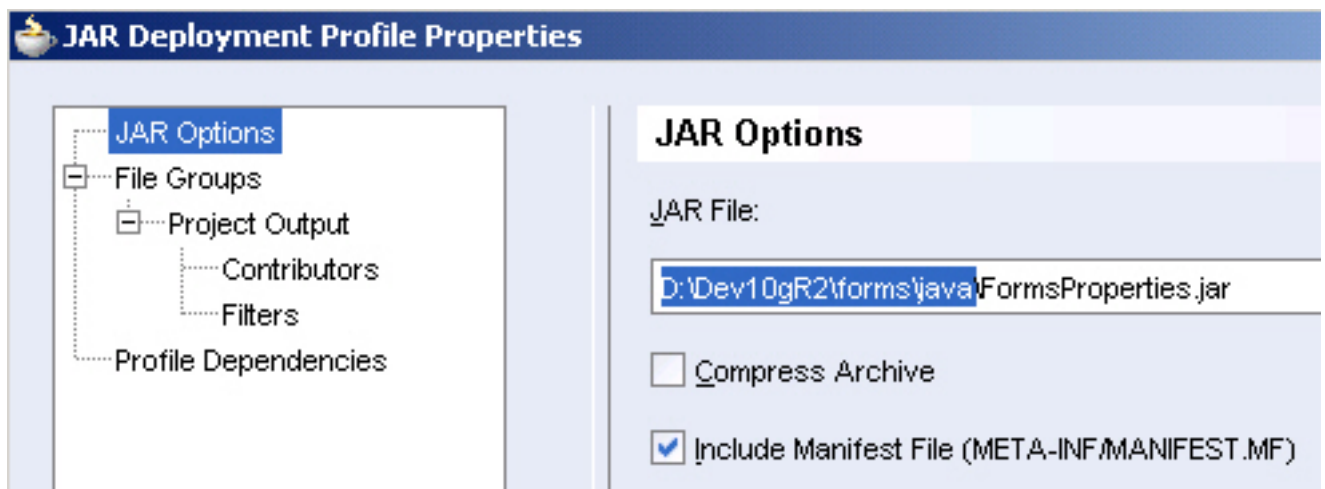 JAR Deployment Profile Properties
JAR Options
File Groups
Project Output
Contributors
Filters
Profile Dependencies
JAR Options
JAR File:
D:\Dev10gR2\forms\java\FormsProperties.jar
Compress Archive
Include Manifest File (META-INF/MANIFEST.MF)